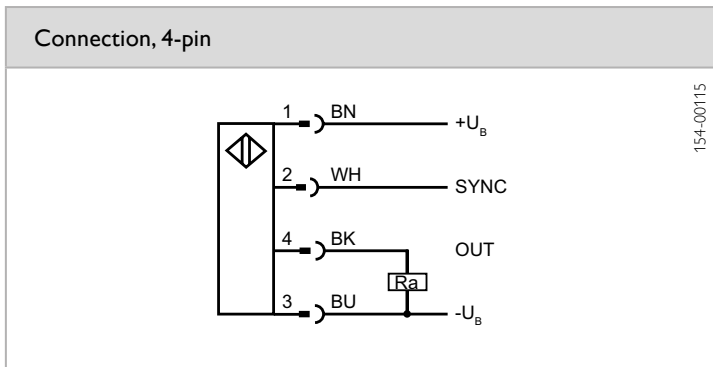 Connection, 4-pin
154-00115
1 BN +U_B
2 WH SYNC
4 BK OUT
Ra
3 BU -U_B